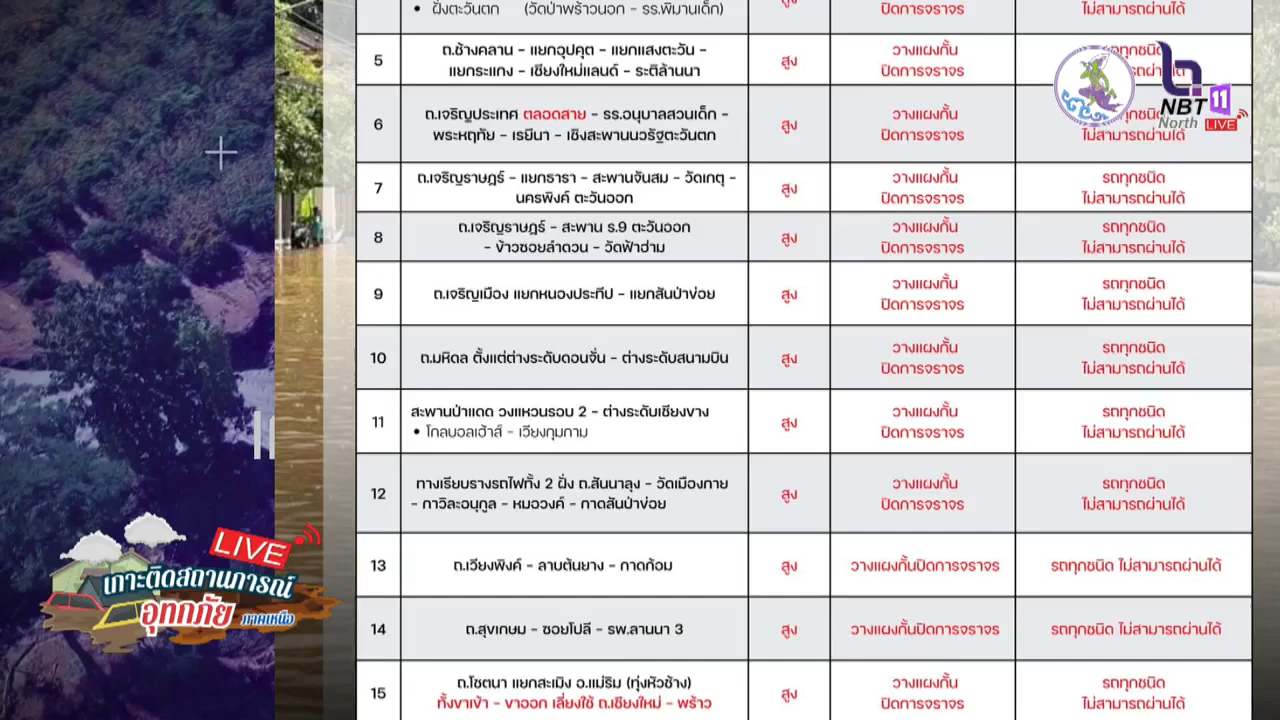 • ฝั่งตะวันตก (วัดป่าพร้าวนอก - รร.พิมานเด็ก)
สูง
ปิดการจราจร
ไม่สามารถผ่านได้
5
ถ.ช้างคลาน - แยกอุปคุต - แยกแสงตะวัน -
แยกระแกง - เชียงใหม่แลนด์ - ระติล้านนา
สูง
วางแผงกั้น
ปิดการจราจร
NBT 11
North LIVE
6
ถ.เจริญประเทศ ตลอดสาย - รร.อนุบาลสวนเด็ก -
พระหฤทัย - เรยีนา - เชิงสะพานนวรัฐตะวันตก
สูง
วางแผงกั้น
ปิดการจราจร
ไม่สามารถผ่านได้
7
ถ.เจริญราษฎร์ - แยกธารา - สะพานจันสม - วัดเกตุ -
นครพิงค์ ตะวันออก
สูง
วางแผงกั้น
ปิดการจราจร
รถทุกชนิด
ไม่สามารถผ่านได้
8
ถ.เจริญราษฎร์ - สะพาน ร.9 ตะวันออก
- ข้าวซอยลำดวน - วัดฟ้าฮ่าม
สูง
วางแผงกั้น
ปิดการจราจร
รถทุกชนิด
ไม่สามารถผ่านได้
9
ถ.เจริญเมือง แยกหนองประทีป - แยกสันป่าข่อย
สูง
วางแผงกั้น
ปิดการจราจร
รถทุกชนิด
ไม่สามารถผ่านได้
10
ถ.มหิดล ตั้งแต่ต่างระดับดอนจั่น - ต่างระดับสนามบิน
สูง
วางแผงกั้น
ปิดการจราจร
รถทุกชนิด
ไม่สามารถผ่านได้
11
สะพานป่าแดด วงแหวนรอบ 2 - ต่างระดับเชียงขาง
• โกลบอลเฮ้าส์ - เวียงกุมกาม
สูง
วางแผงกั้น
ปิดการจราจร
รถทุกชนิด
ไม่สามารถผ่านได้
12
ทางเรียบรางรถไฟทั้ง 2 ฝั่ง ถ.สันนาลุง - วัดเมืองกาย
- กาวิละอนุกูล - หมอวงค์ - กาดสันป่าข่อย
สูง
วางแผงกั้น
ปิดการจราจร
รถทุกชนิด
ไม่สามารถผ่านได้
13
ถ.เวียงพิงค์ - ลาบต้นยาง - กาดก้อม
สูง
วางแผงกั้นปิดการจราจร
รถทุกชนิด ไม่สามารถผ่านได้
14
ถ.สุขเกษม - ซอยโปลี - รพ.ลานนา 3
สูง
วางแผงกั้นปิดการจราจร
รถทุกชนิด ไม่สามารถผ่านได้
15
ถ.โชตนา แยกสะเมิง อ.แม่ริม (ทุ่งหัวช้าง)
ทั้งขาเข้า - ขาออก เลี่ยงใช้ ถ.เชียงใหม่ - พร้าว
สูง
วางแผงกั้น
ปิดการจราจร
รถทุกชนิด
ไม่สามารถผ่านได้
LIVE
เกาะติดสถานการณ์
อุทกภัย ภาคเหนือ